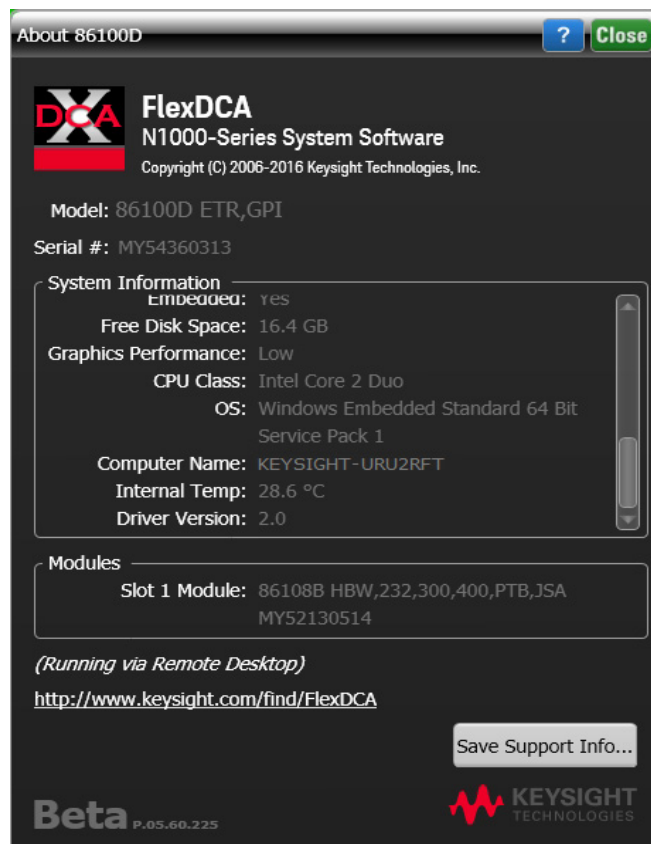 About 86100D
?
Close
DCA
X
FlexDCA
N1000-Series System Software
Copyright (C) 2006-2016 Keysight Technologies, Inc.
Model: 86100D ETR,GPI
Serial #: MY54360313
System Information
Embedded: Yes
Free Disk Space: 16.4 GB
Graphics Performance: Low
CPU Class: Intel Core 2 Duo
OS: Windows Embedded Standard 64 Bit
Service Pack 1
Computer Name: KEYSIGHT-URU2RFT
Internal Temp: 28.6 °C
Driver Version: 2.0
Modules
Slot 1 Module: 86108B HBW,232,300,400,PTB,JSA
MY52130514
(Running via Remote Desktop)
http://www.keysight.com/find/FlexDCA
Save Support Info...
Beta P.05.60.225
KEYSIGHT
TECHNOLOGIES